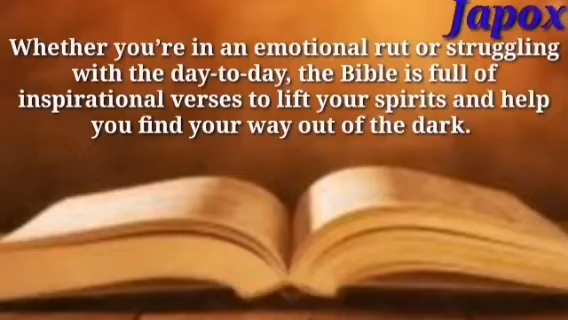 Japox
Whether you’re in an emotional rut or struggling
with the day-to-day, the Bible is full of
inspirational verses to lift your spirits and help
you find your way out of the dark.